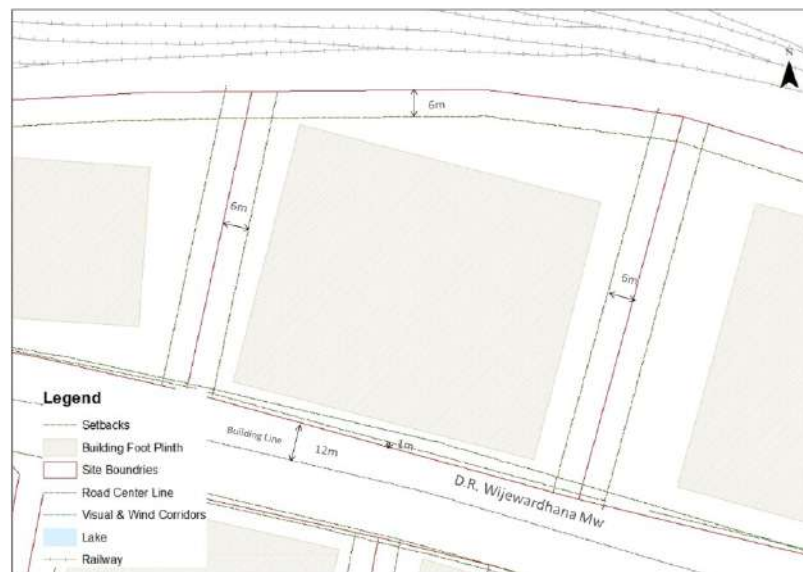 N
6m
6m
6m
Building Line
12m
1m
D.R. Wijewardhana Mw
Legend
Setbacks
Building Foot Plinth
Site Boundries
Road Center Line
Visual & Wind Corridors
Lake
Railway